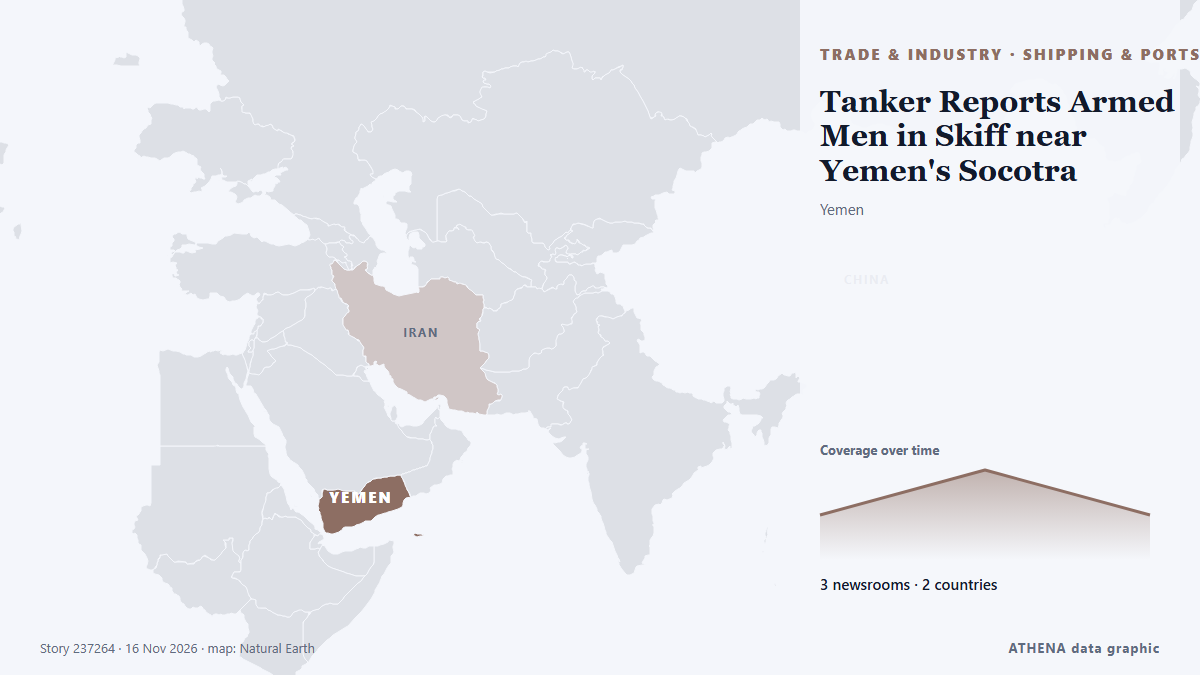 TRADE & INDUSTRY · SHIPPING & PORTS
Tanker Reports Armed
Men in Skiff near
Yemen's Socotra
Yemen
CHINA
IRAN
YEMEN
Coverage over time
3 newsrooms · 2 countries
Story 237264 · 16 Nov 2026 · map: Natural Earth
ATHENA data graphic